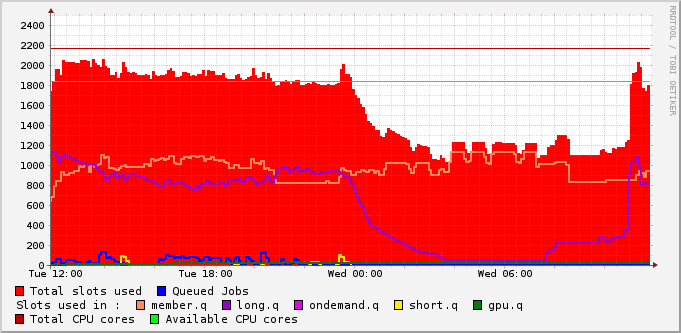 RRDTOOL / TOBI OETIKER
2400
2200
2000
1800
1600
1400
1200
1000
800
600
400
200
0
Tue 12:00 Tue 18:00 Wed 00:00 Wed 06:00
Total slots used Queued Jobs
Slots used in : member.q long.q ondemand.q short.q gpu.q
Total CPU cores Available CPU cores